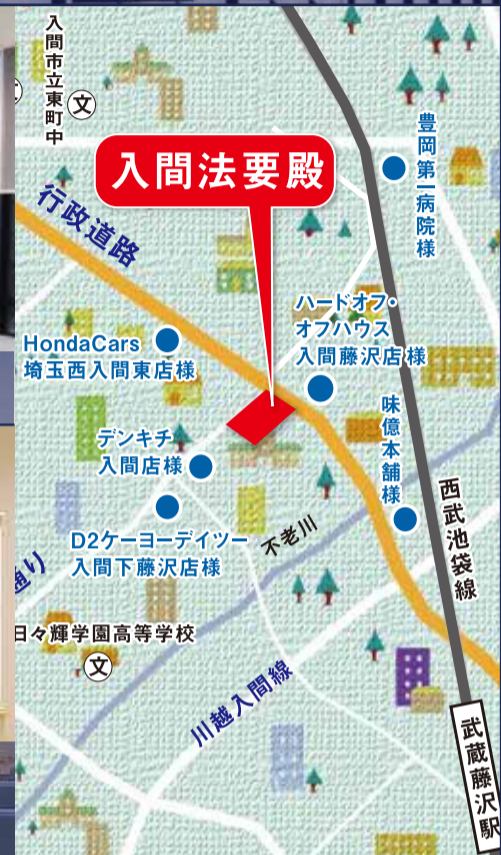 入間市立東町中
文
入間法要殿
豊岡第一病院様
行政道路
ハードオフ・
オフハウス
入間藤沢店様
HondaCars
埼玉西入間東店様
味億本舗様
デンキチ
入間店様
西武池袋線
D2ケーヨーデイツー
入間下藤沢店様
不老川
通り
日々輝学園高等学校
文
川越入間線
武蔵藤沢駅